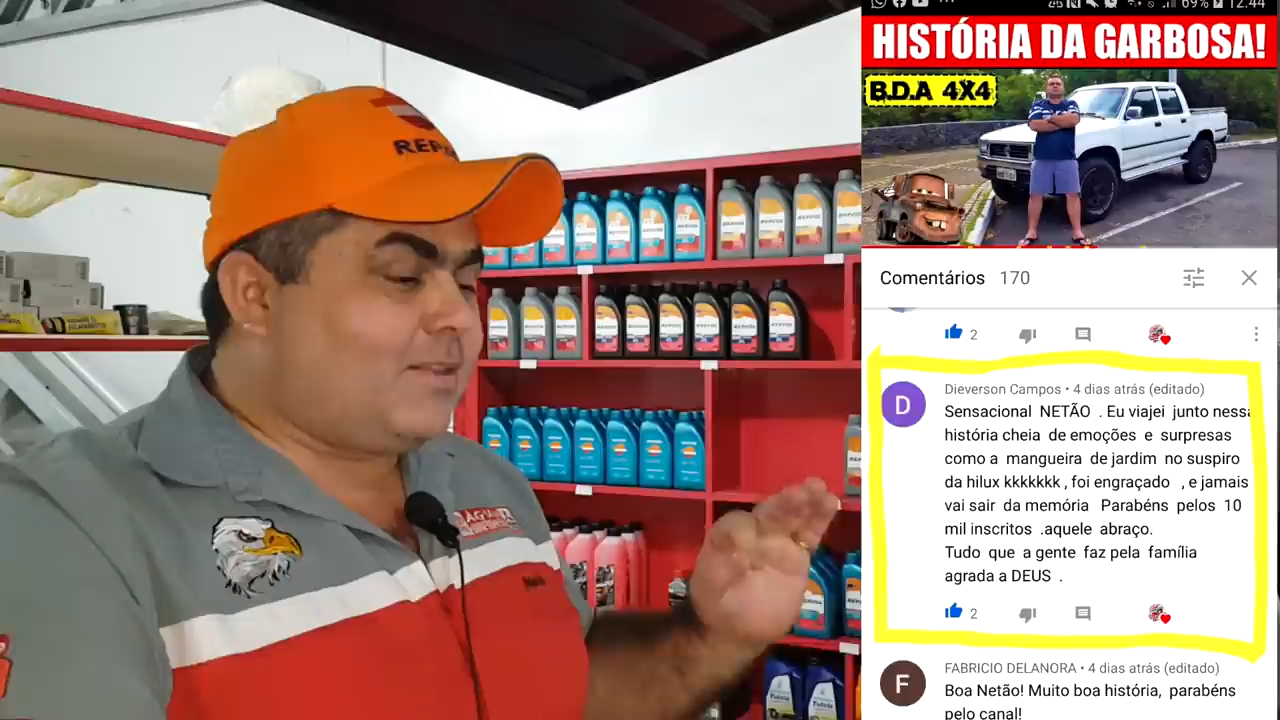 12:44
69%
HISTÓRIA DA GARBOSA!
B.D.A 4X4
Comentários 170
2
Dieverson Campos • 4 dias atrás (editado)
Sensacional NETÃO . Eu viajei junto nessa
história cheia de emoções e surpresas
como a mangueira de jardim no suspiro
da hilux kkkkkkk , foi engraçado , e jamais
vai sair da memória Parabéns pelos 10
mil inscritos .aquele abraço.
Tudo que a gente faz pela família
agrada a DEUS .
2
FABRICIO DELANORA • 4 dias atrás (editado)
Boa Netão! Muito boa história, parabéns
pelo canal!
D
F